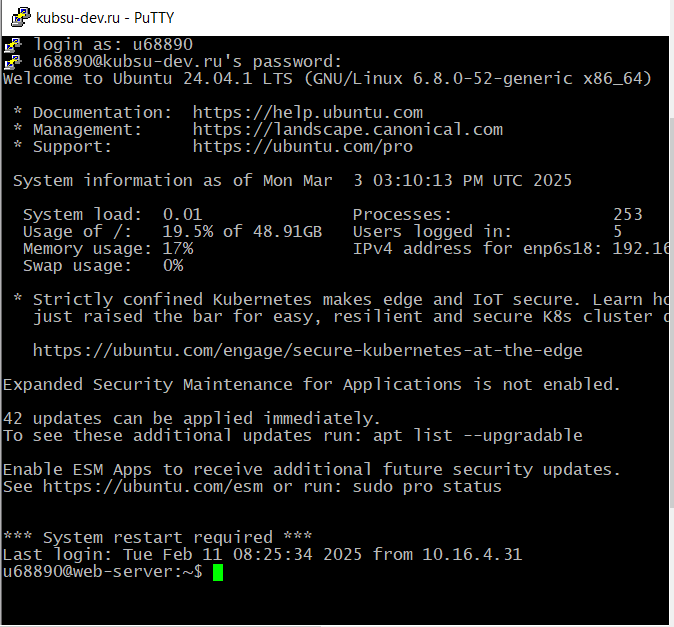 kubsu-dev.ru - PuTTY
login as: u68890
u68890@kubsu-dev.ru's password:
Welcome to Ubuntu 24.04.1 LTS (GNU/Linux 6.8.0-52-generic x86_64)
* Documentation:  https://help.ubuntu.com
* Management:     https://landscape.canonical.com
* Support:        https://ubuntu.com/pro
System information as of Mon Mar  3 03:10:13 PM UTC 2025
System load:  0.01               Processes:                253
Usage of /:   19.5% of 48.91GB   Users logged in:          5
Memory usage: 17%                IPv4 address for enp6s18: 192.16
Swap usage:   0%
* Strictly confined Kubernetes makes edge and IoT secure. Learn
just raised the bar for easy, resilient and secure K8s cluster
https://ubuntu.com/engage/secure-kubernetes-at-the-edge
Expanded Security Maintenance for Applications is not enabled.
42 updates can be applied immediately.
To see these additional updates run: apt list --upgradable
Enable ESM Apps to receive additional future security updates.
See https://ubuntu.com/esm or run: sudo pro status
*** System restart required ***
Last login: Tue Feb 11 08:25:34 2025 from 10.16.4.31
u68890@web-server:~$